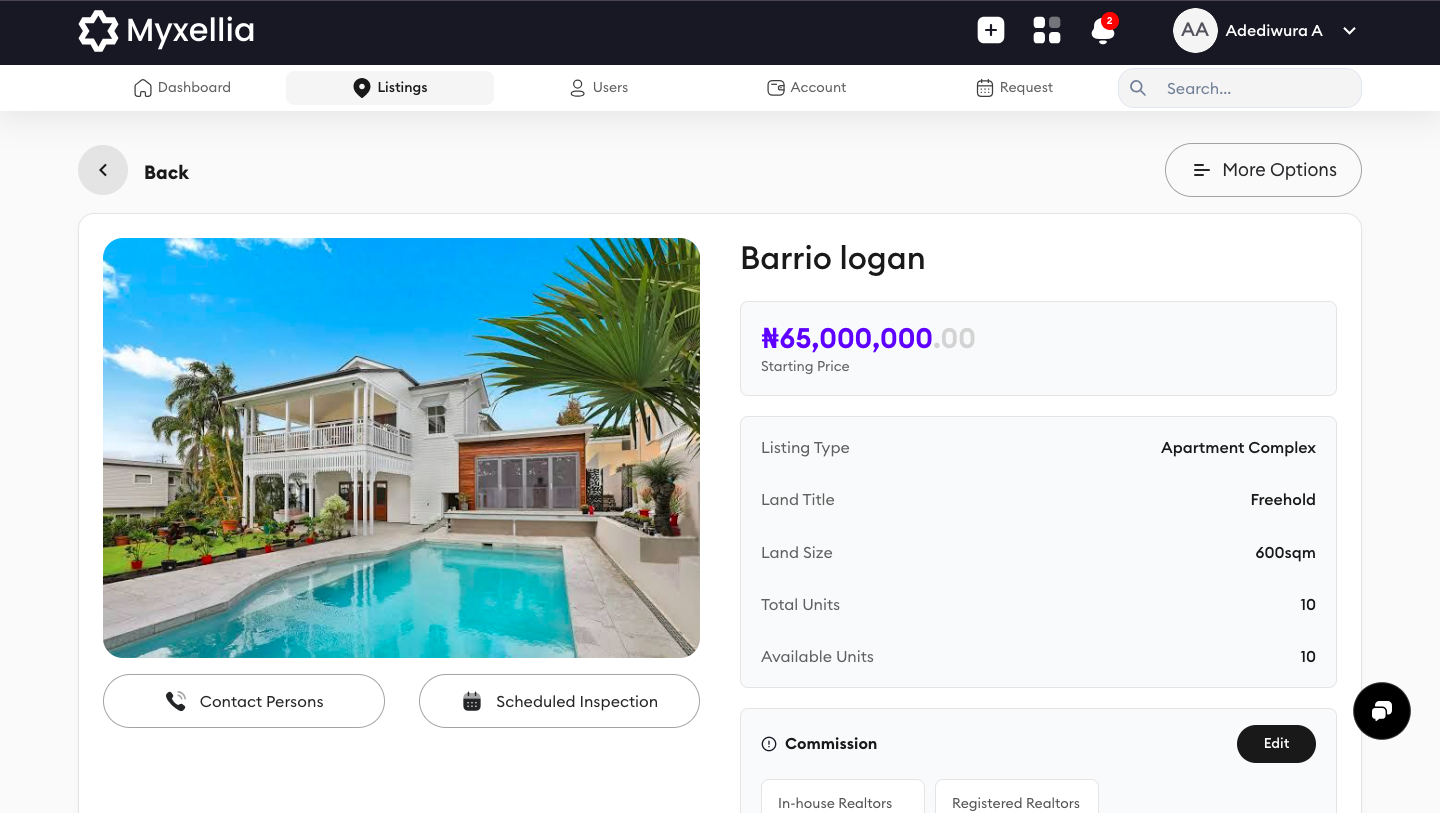 Myxellia
2
AA
Adediwura A
Dashboard
Listings
Users
Account
Request
Search...
Back
More Options
Barrio logan
₦65,000,000.00
Starting Price
Listing Type
Apartment Complex
Land Title
Freehold
Land Size
600sqm
Total Units
10
Available Units
10
Contact Persons
Scheduled Inspection
Commission
Edit
In-house Realtors
Registered Realtors